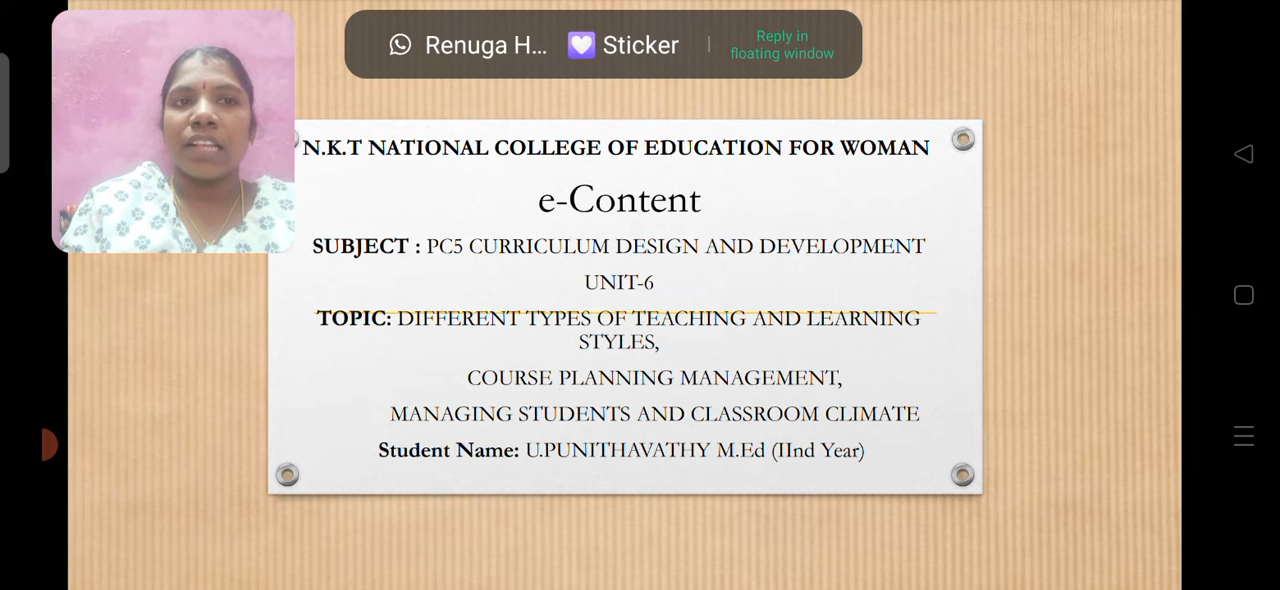 Renuga H... Sticker
Reply in
floating window
N.K.T NATIONAL COLLEGE OF EDUCATION FOR WOMAN
e-Content
SUBJECT : PC5 CURRICULUM DESIGN AND DEVELOPMENT
UNIT-6
TOPIC: DIFFERENT TYPES OF TEACHING AND LEARNING
STYLES,
COURSE PLANNING MANAGEMENT,
MANAGING STUDENTS AND CLASSROOM CLIMATE
Student Name: U.PUNITHAVATHY M.Ed (IInd Year)